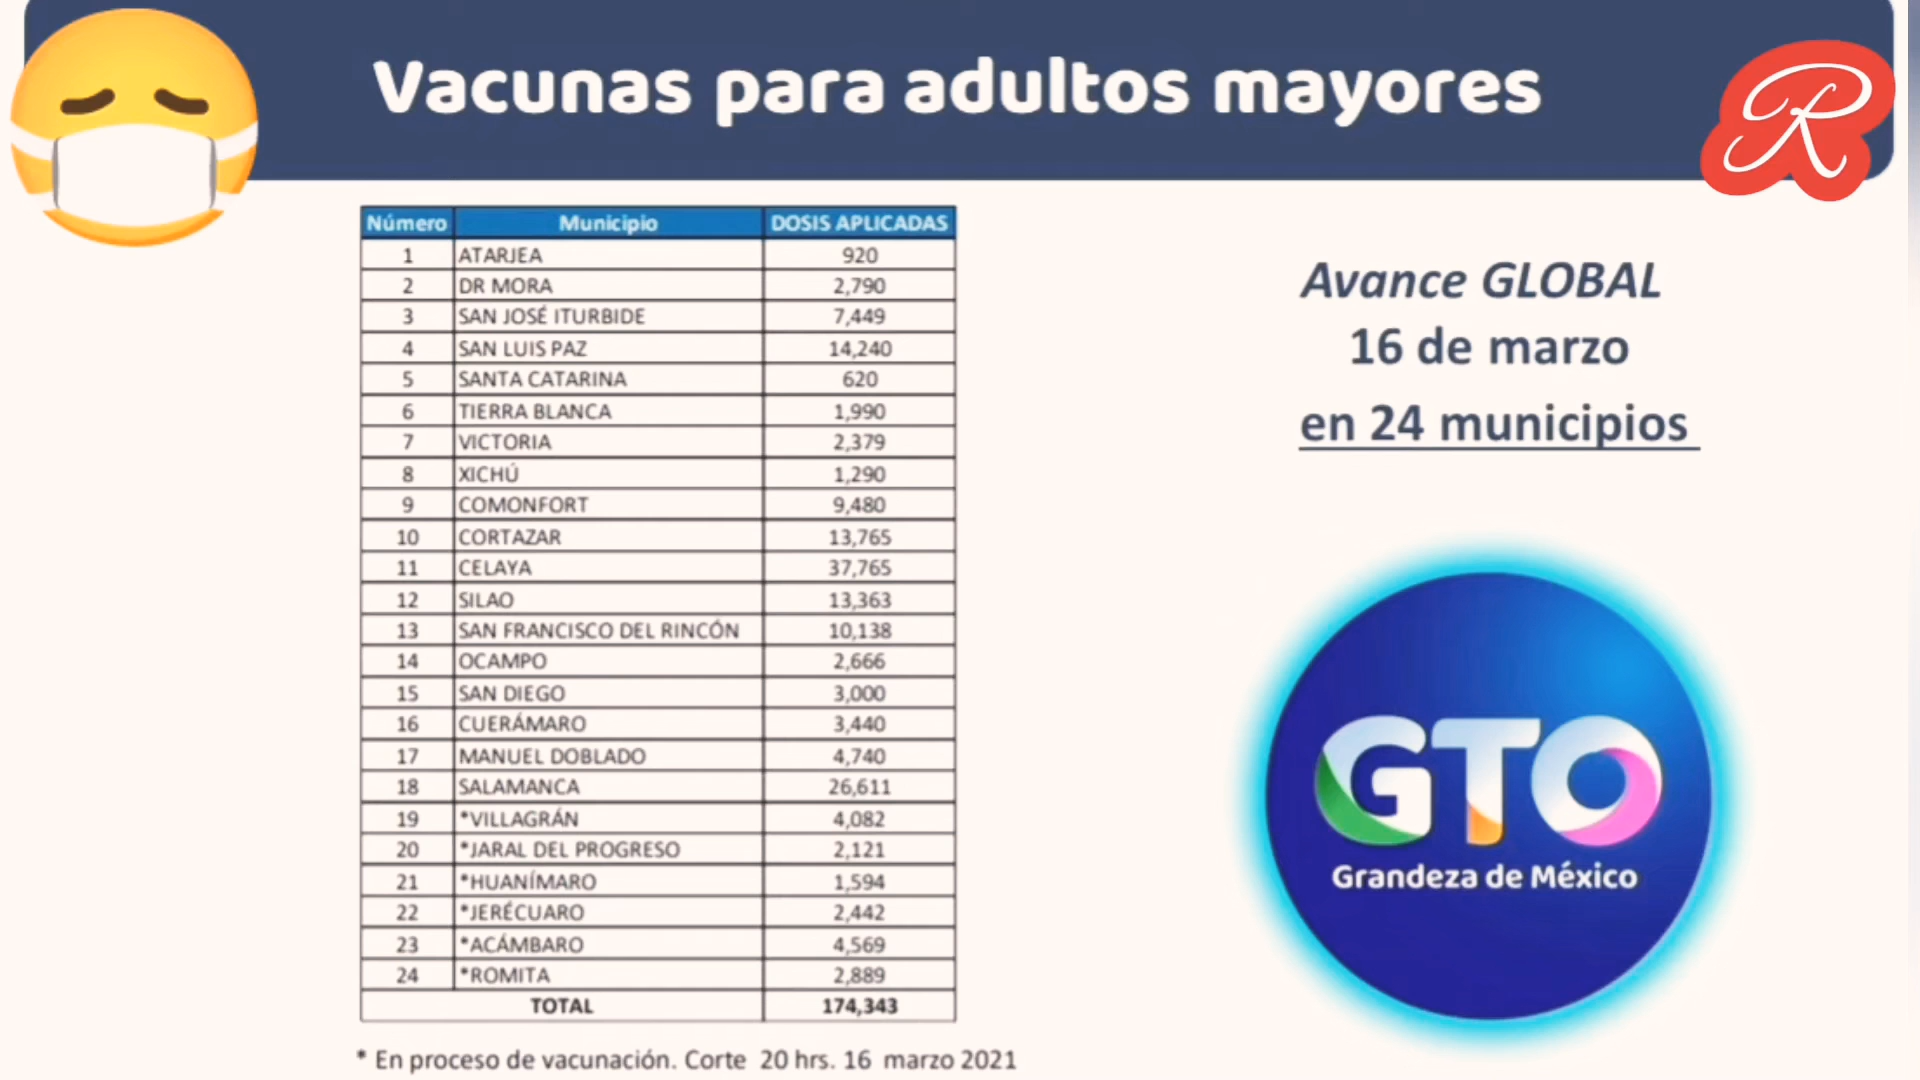 Vacunas para adultos mayores
R
Número Municipio DOSIS APLICADAS
1 ATARJEA 920
2 DR MORA 2,790
3 SAN JOSÉ ITURBIDE 7,449
4 SAN LUIS PAZ 14,240
5 SANTA CATARINA 620
6 TIERRA BLANCA 1,990
7 VICTORIA 2,379
8 XICHÚ 1,290
9 COMONFORT 9,480
10 CORTAZAR 13,765
11 CELAYA 37,765
12 SILAO 13,363
13 SAN FRANCISCO DEL RINCÓN 10,138
14 OCAMPO 2,666
15 SAN DIEGO 3,000
16 CUERÁMARO 3,440
17 MANUEL DOBLADO 4,740
18 SALAMANCA 26,611
19 *VILLAGRÁN 4,082
20 *JARAL DEL PROGRESO 2,121
21 *HUANÍMARO 1,594
22 *JERÉCUARO 2,442
23 *ACÁMBARO 4,569
24 *ROMITA 2,889
TOTAL 174,343
* En proceso de vacunación. Corte 20 hrs. 16 marzo 2021
Avance GLOBAL
16 de marzo
en 24 municipios
GTO
Grandeza de México